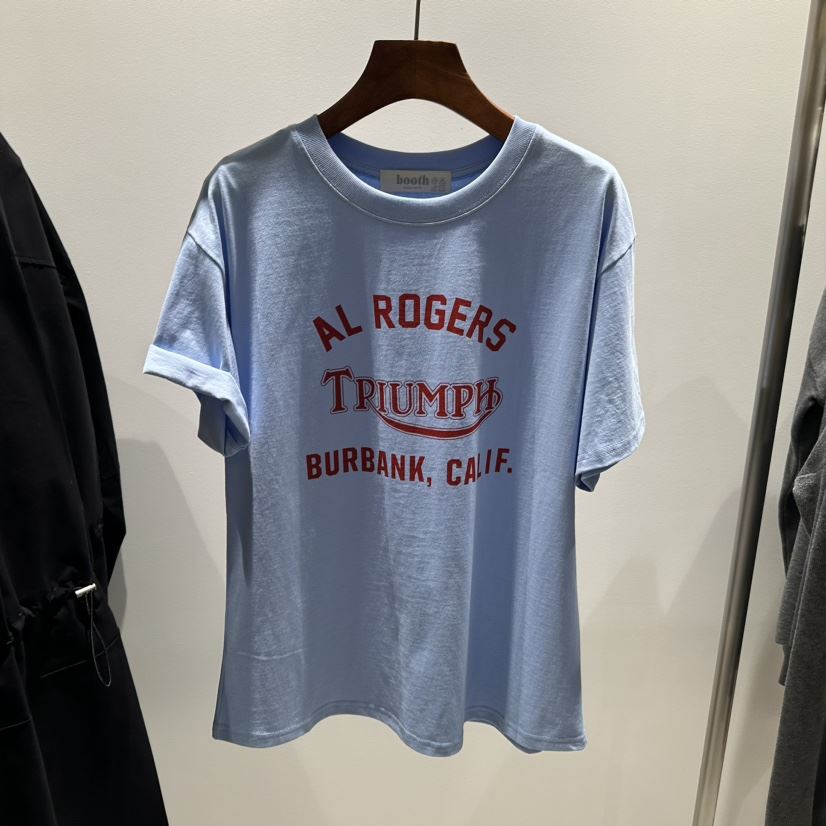 booth
AL ROGERS
TRIUMPH
BURBANK, CALIF.